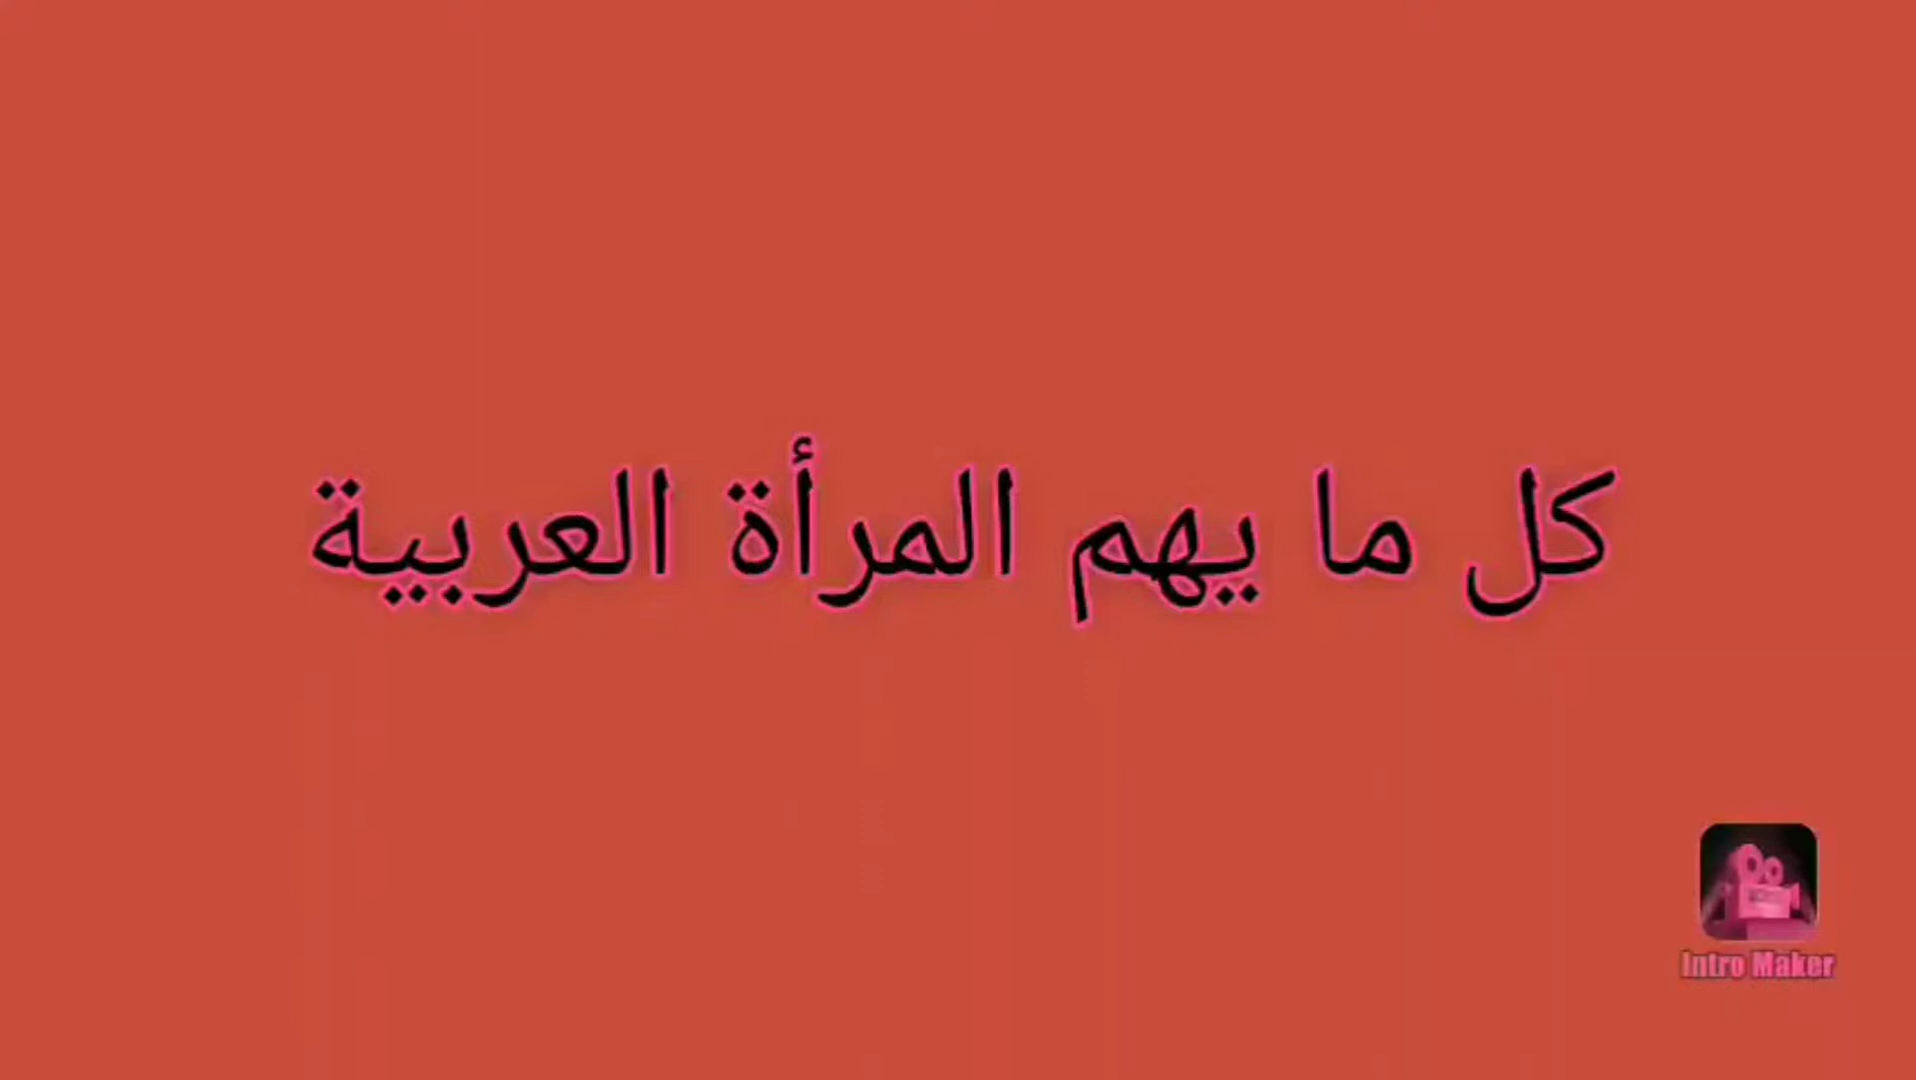 كل ما يهم المرأة العربية
Intro Maker